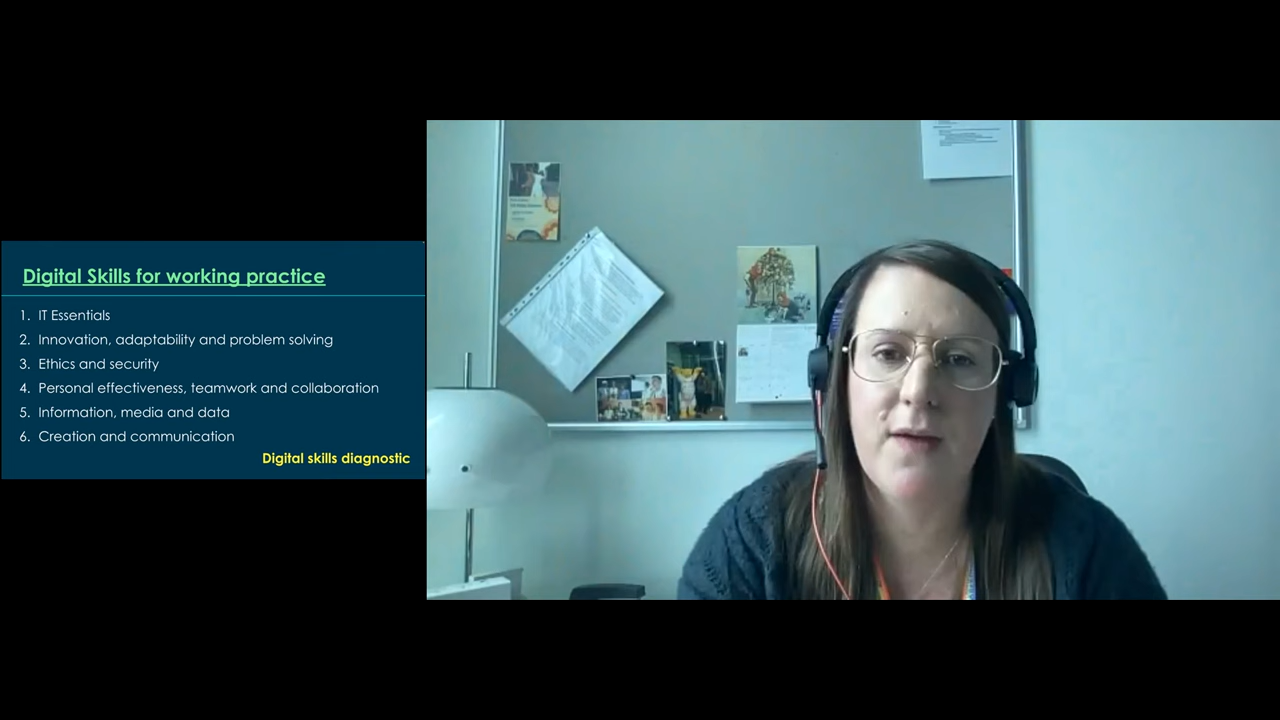 Digital Skills for working practice
1. IT Essentials
2. Innovation, adaptability and problem solving
3. Ethics and security
4. Personal effectiveness, teamwork and collaboration
5. Information, media and data
6. Creation and communication
Digital skills diagnostic